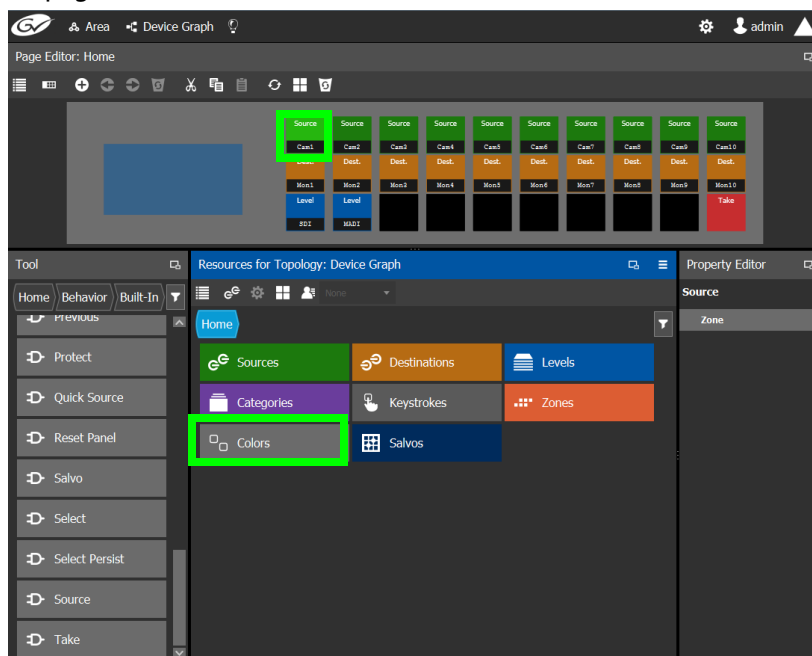 GV Area Device Graph admin
Page Editor: Home
Source Source Source Source Source Source Source Source Source Source
Cam1 Cam2 Cam3 Cam4 Cam5 Cam6 Cam7 Cam8 Cam9 Cam10
Dest. Dest. Dest. Dest. Dest. Dest. Dest. Dest. Dest. Dest.
Mon1 Mon2 Mon3 Mon4 Mon5 Mon6 Mon7 Mon8 Mon9 Mon10
Level Level Take
SDI MADI
Tool
Home Behavior Built-In
Previous
Protect
Quick Source
Reset Panel
Salvo
Select
Select Persist
Source
Take
Resources for Topology: Device Graph
None
Home
Sources Destinations Levels
Categories Keystrokes Zones
Colors Salvos
Property Editor
Source
Zone